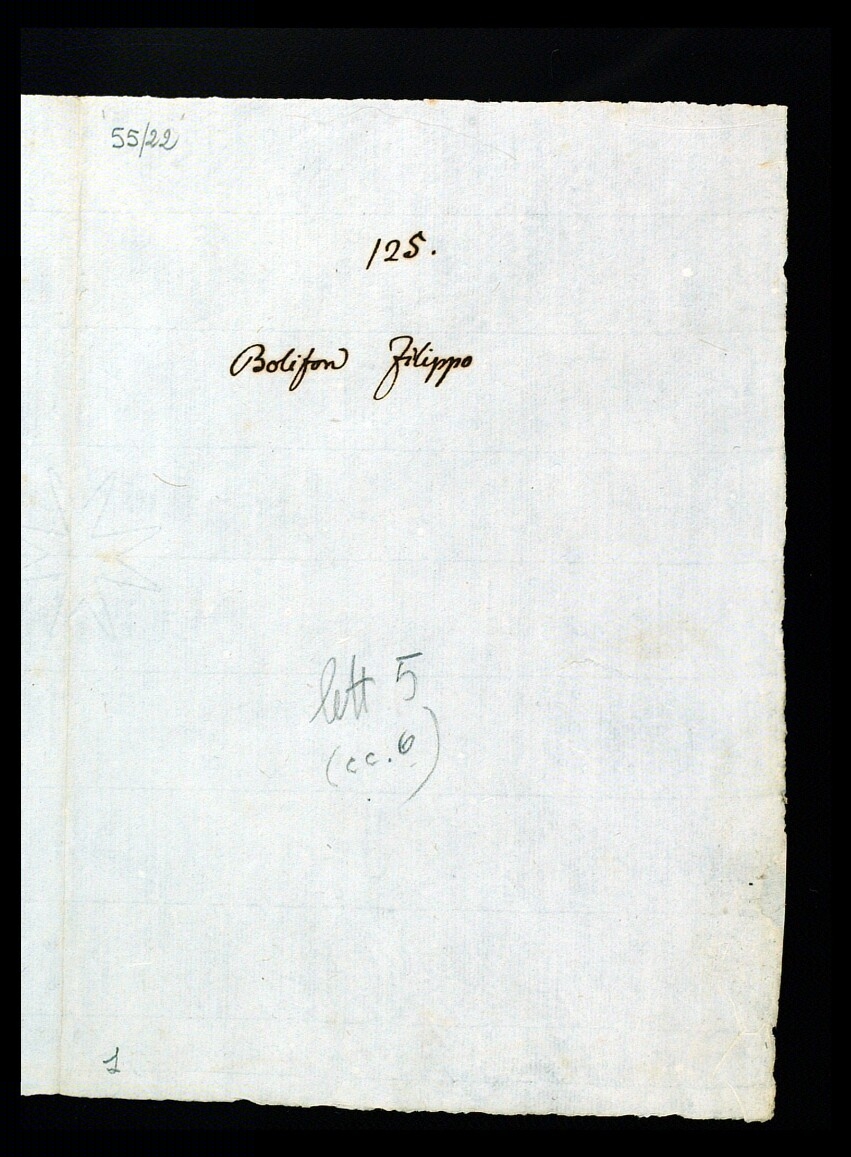 55/22
125.
Bolifon Filippo
lett 5
(cc. 6)
1